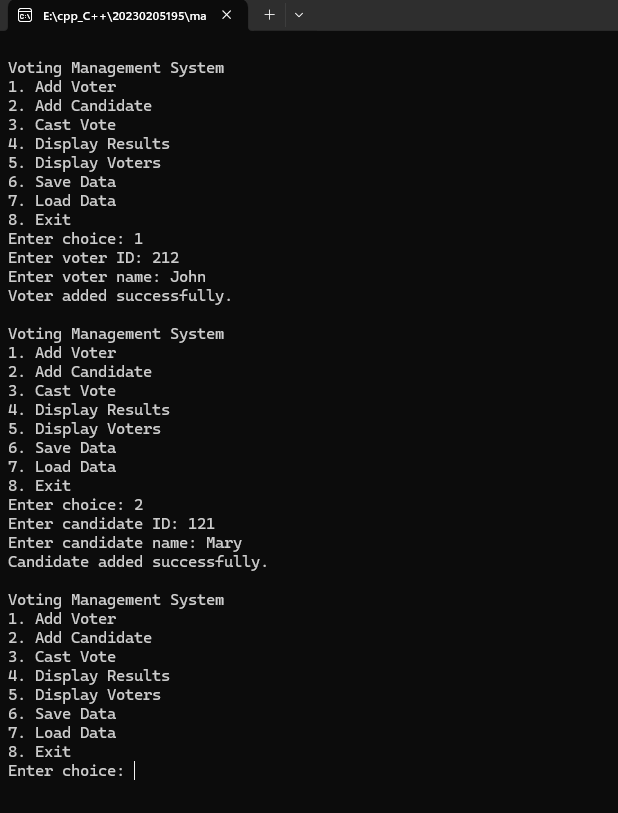 E:\cpp_C++\20230205195\ma
Voting Management System
1. Add Voter
2. Add Candidate
3. Cast Vote
4. Display Results
5. Display Voters
6. Save Data
7. Load Data
8. Exit
Enter choice: 1
Enter voter ID: 212
Enter voter name: John
Voter added successfully.
Voting Management System
1. Add Voter
2. Add Candidate
3. Cast Vote
4. Display Results
5. Display Voters
6. Save Data
7. Load Data
8. Exit
Enter choice: 2
Enter candidate ID: 121
Enter candidate name: Mary
Candidate added successfully.
Voting Management System
1. Add Voter
2. Add Candidate
3. Cast Vote
4. Display Results
5. Display Voters
6. Save Data
7. Load Data
8. Exit
Enter choice: